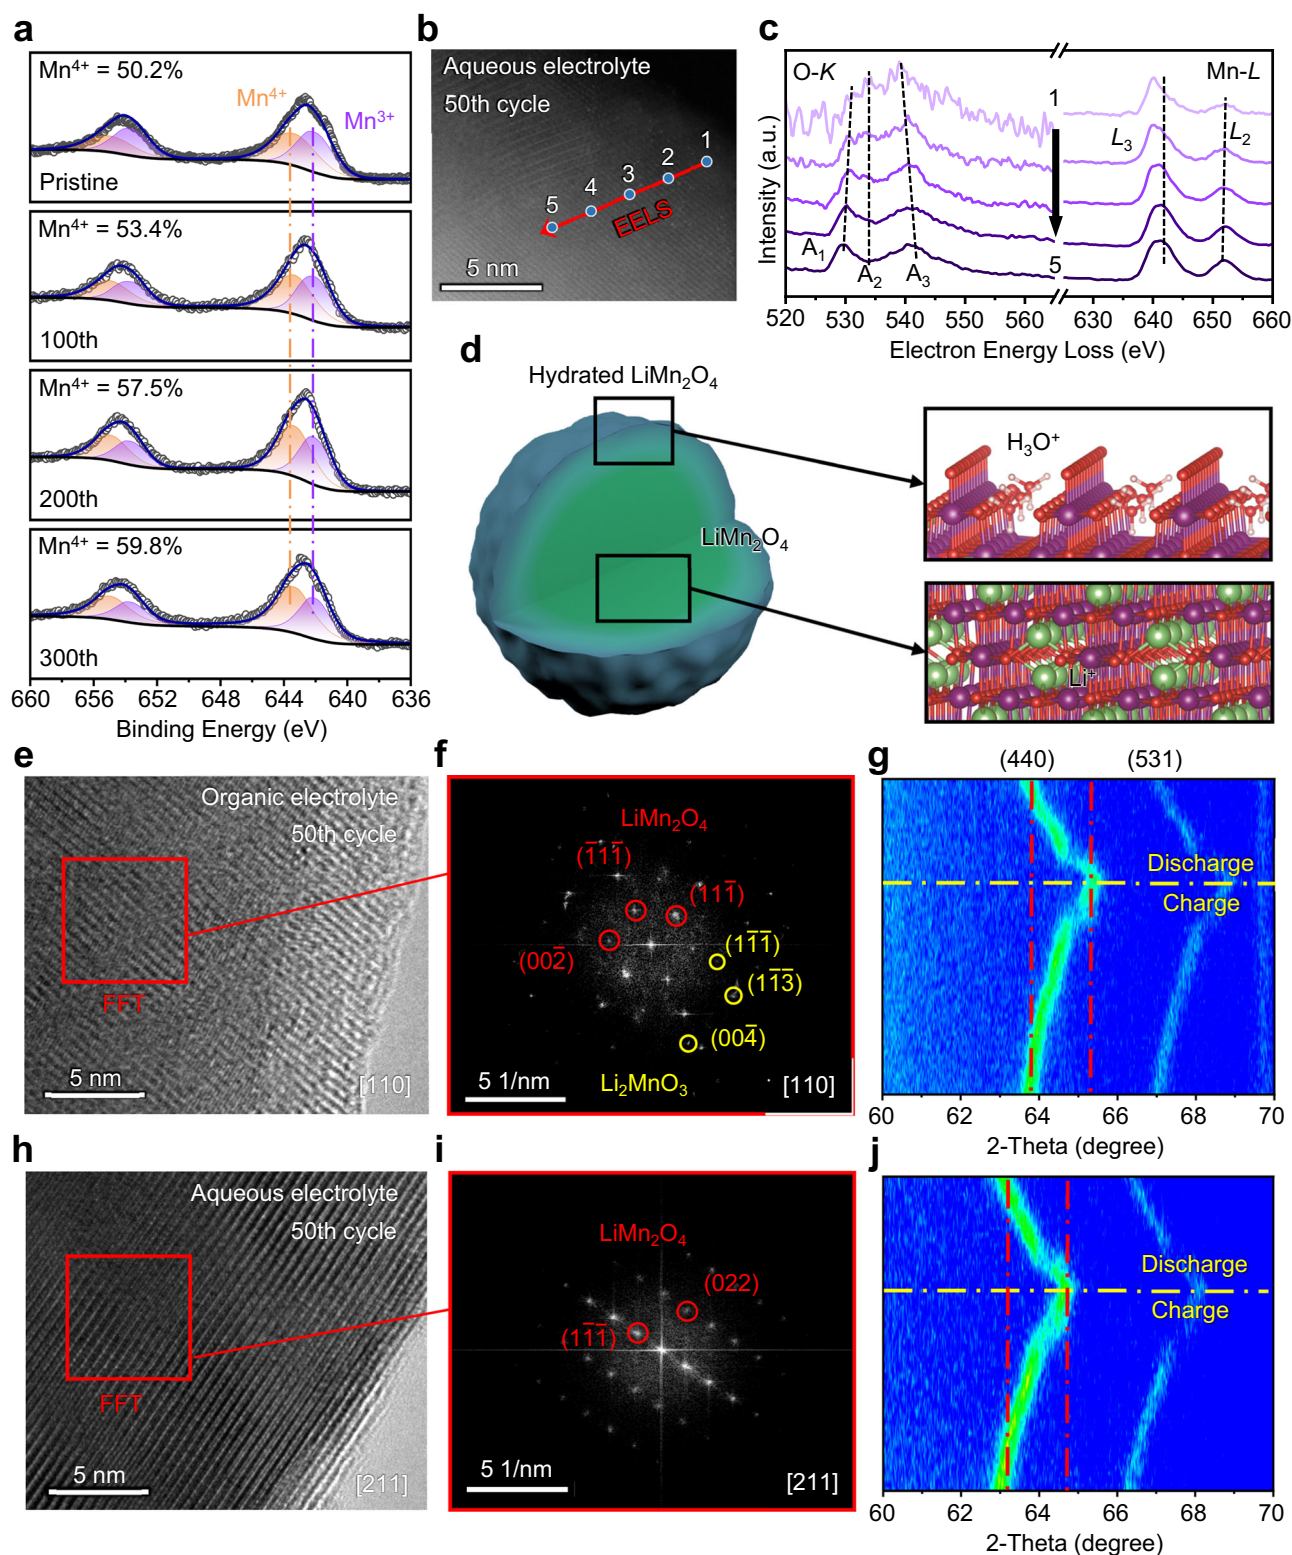 a
Mn⁴⁺ = 50.2%
Mn⁴⁺
Mn³⁺
Pristine
Mn⁴⁺ = 53.4%
100th
Mn⁴⁺ = 57.5%
200th
Mn⁴⁺ = 59.8%
300th
660 656 652 648 644 640 636
Binding Energy (eV)
b
Aqueous electrolyte
50th cycle
1
2
3
4
5
EELS
5 nm
c
O-K
Mn-L
1
L₃
L₂
5
A₁
A₂
A₃
Intensity (a.u.)
520 530 540 550 560 630 640 650 660
Electron Energy Loss (eV)
d
Hydrated LiMn₂O₄
LiMn₂O₄
H₃O⁺
Li⁺
e
Organic electrolyte
50th cycle
FFT
5 nm
[110]
f
LiMn₂O₄
(1̅11̅)
(111̅)
(002̅)
(11̅1̅)
(11̅3̅)
(004̅)
Li₂MnO₃
5 1/nm
[110]
g
(440)
(531)
Discharge
Charge
60 62 64 66 68 70
2-Theta (degree)
h
Aqueous electrolyte
50th cycle
FFT
5 nm
[211]
i
LiMn₂O₄
(022)
(11̅1̅)
5 1/nm
[211]
j
Discharge
Charge
60 62 64 66 68 70
2-Theta (degree)